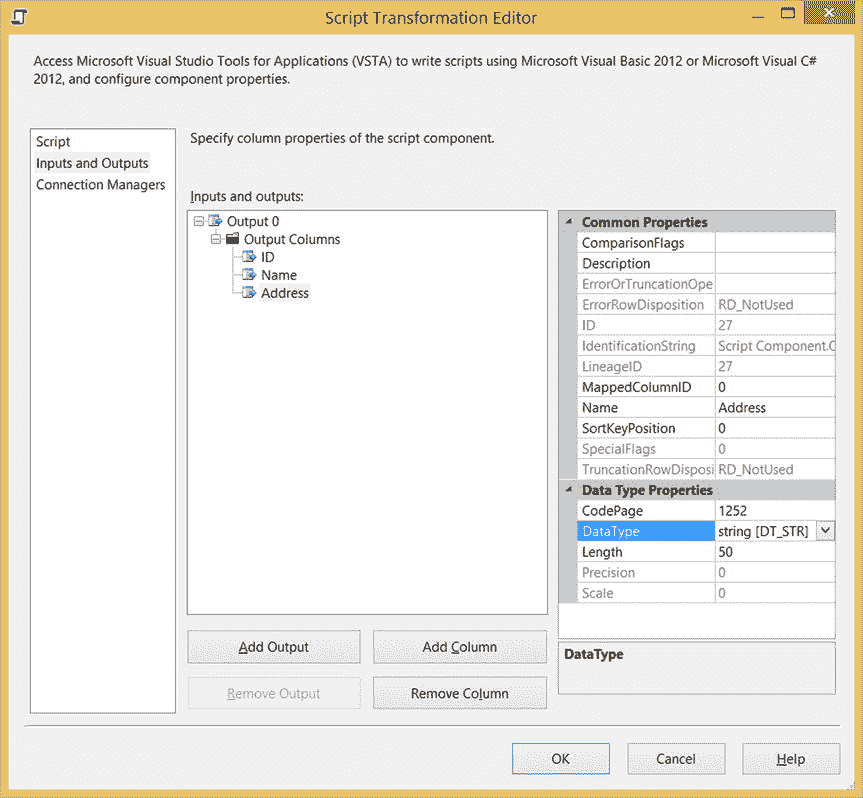 Script Transformation Editor
Access Microsoft Visual Studio Tools for Applications (VSTA) to write scripts using Microsoft Visual Basic 2012 or Microsoft Visual C#
2012, and configure component properties.
Script
Inputs and Outputs
Connection Managers
Specify column properties of the script component.
Inputs and outputs:
Output 0
Output Columns
ID
Name
Address
Common Properties
ComparisonFlags
Description
ErrorOrTruncationOpe
ErrorRowDisposition RD_NotUsed
ID 27
IdentificationString Script Component.O
LineageID 27
MappedColumnID 0
Name Address
SortKeyPosition 0
SpecialFlags 0
TruncationRowDisposi RD_NotUsed
Data Type Properties
CodePage 1252
DataType string [DT_STR]
Length 50
Precision 0
Scale 0
Add Output
Add Column
Remove Output
Remove Column
DataType
OK
Cancel
Help